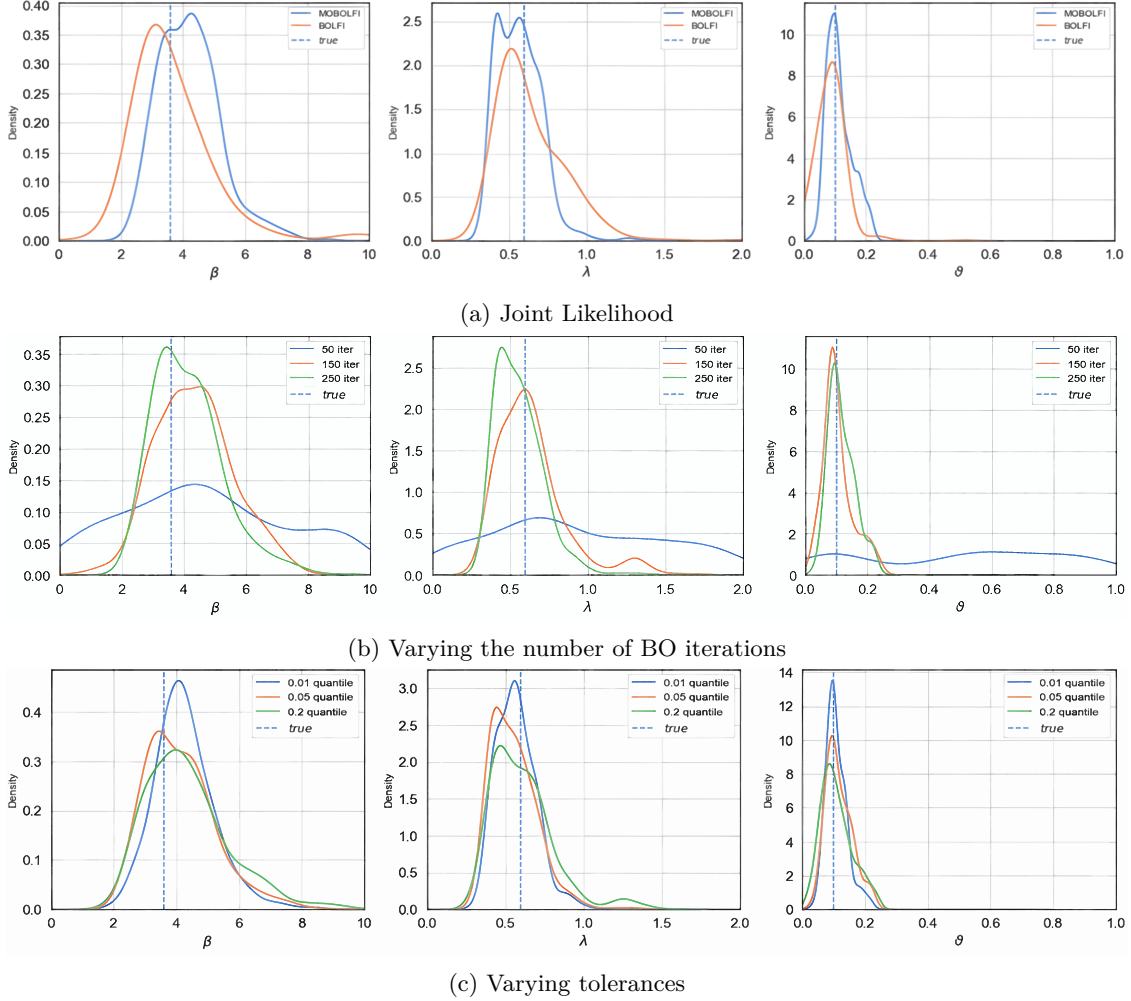 0.40
0.35
0.30
0.25
0.20
0.15
0.10
0.05
0.00
Density
0 2 4 6 8 10
β
MOBOLFI
BOLFI
true
2.5
2.0
1.5
1.0
0.5
0.0
Density
0.0 0.5 1.0 1.5 2.0
λ
MOBOLFI
BOLFI
true
10
8
6
4
2
0
Density
0.0 0.2 0.4 0.6 0.8 1.0
ϑ
MOBOLFI
BOLFI
true
(a) Joint Likelihood
0.35
0.30
0.25
0.20
0.15
0.10
0.05
0.00
Density
0 2 4 6 8 10
β
50 iter
150 iter
250 iter
true
2.5
2.0
1.5
1.0
0.5
0.0
Density
0.0 0.5 1.0 1.5 2.0
λ
50 iter
150 iter
250 iter
true
10
8
6
4
2
0
Density
0.0 0.2 0.4 0.6 0.8 1.0
ϑ
50 iter
150 iter
250 iter
true
(b) Varying the number of BO iterations
0.4
0.3
0.2
0.1
0.0
Density
0 2 4 6 8 10
β
0.01 quantile
0.05 quantile
0.2 quantile
true
3.0
2.5
2.0
1.5
1.0
0.5
0.0
Density
0.0 0.5 1.0 1.5 2.0
λ
0.01 quantile
0.05 quantile
0.2 quantile
true
14
12
10
8
6
4
2
0
Density
0.0 0.2 0.4 0.6 0.8 1.0
ϑ
0.01 quantile
0.05 quantile
0.2 quantile
true
(c) Varying tolerances